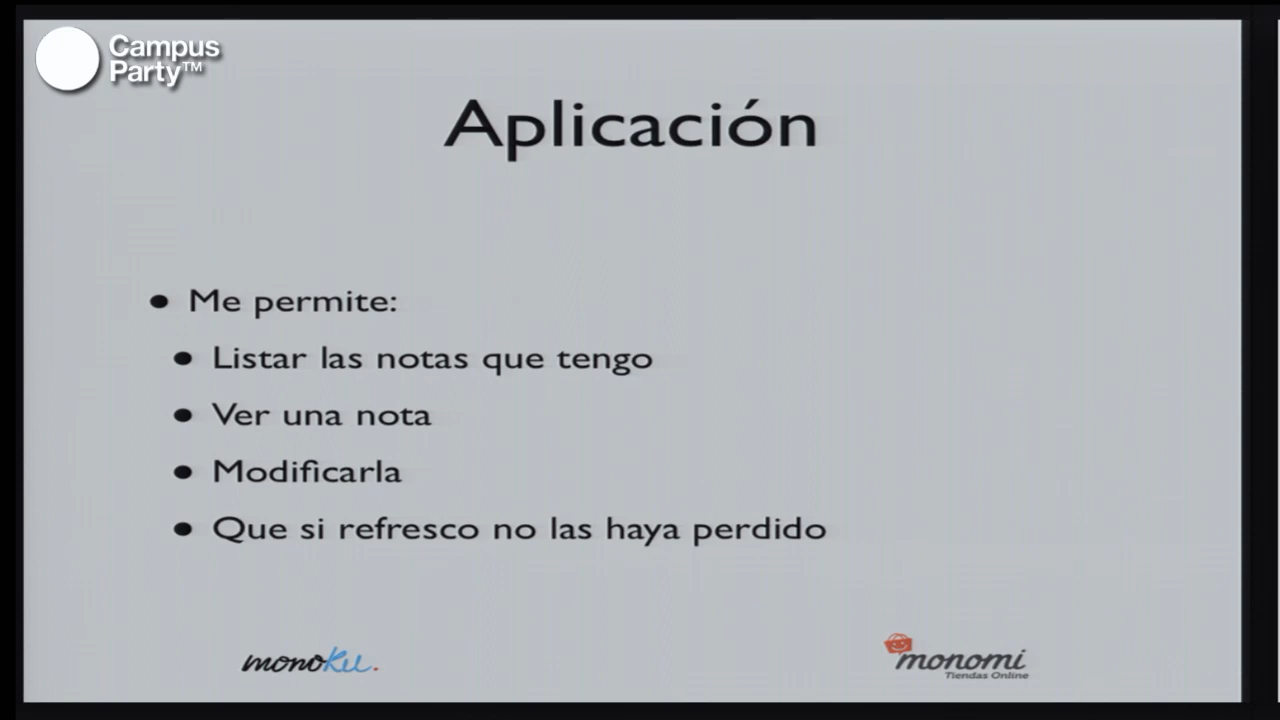 Campus
Party™
Aplicación
• Me permite:
• Listar las notas que tengo
• Ver una nota
• Modificarla
• Que si refresco no las haya perdido
monoku.
monomi
Tiendas Online